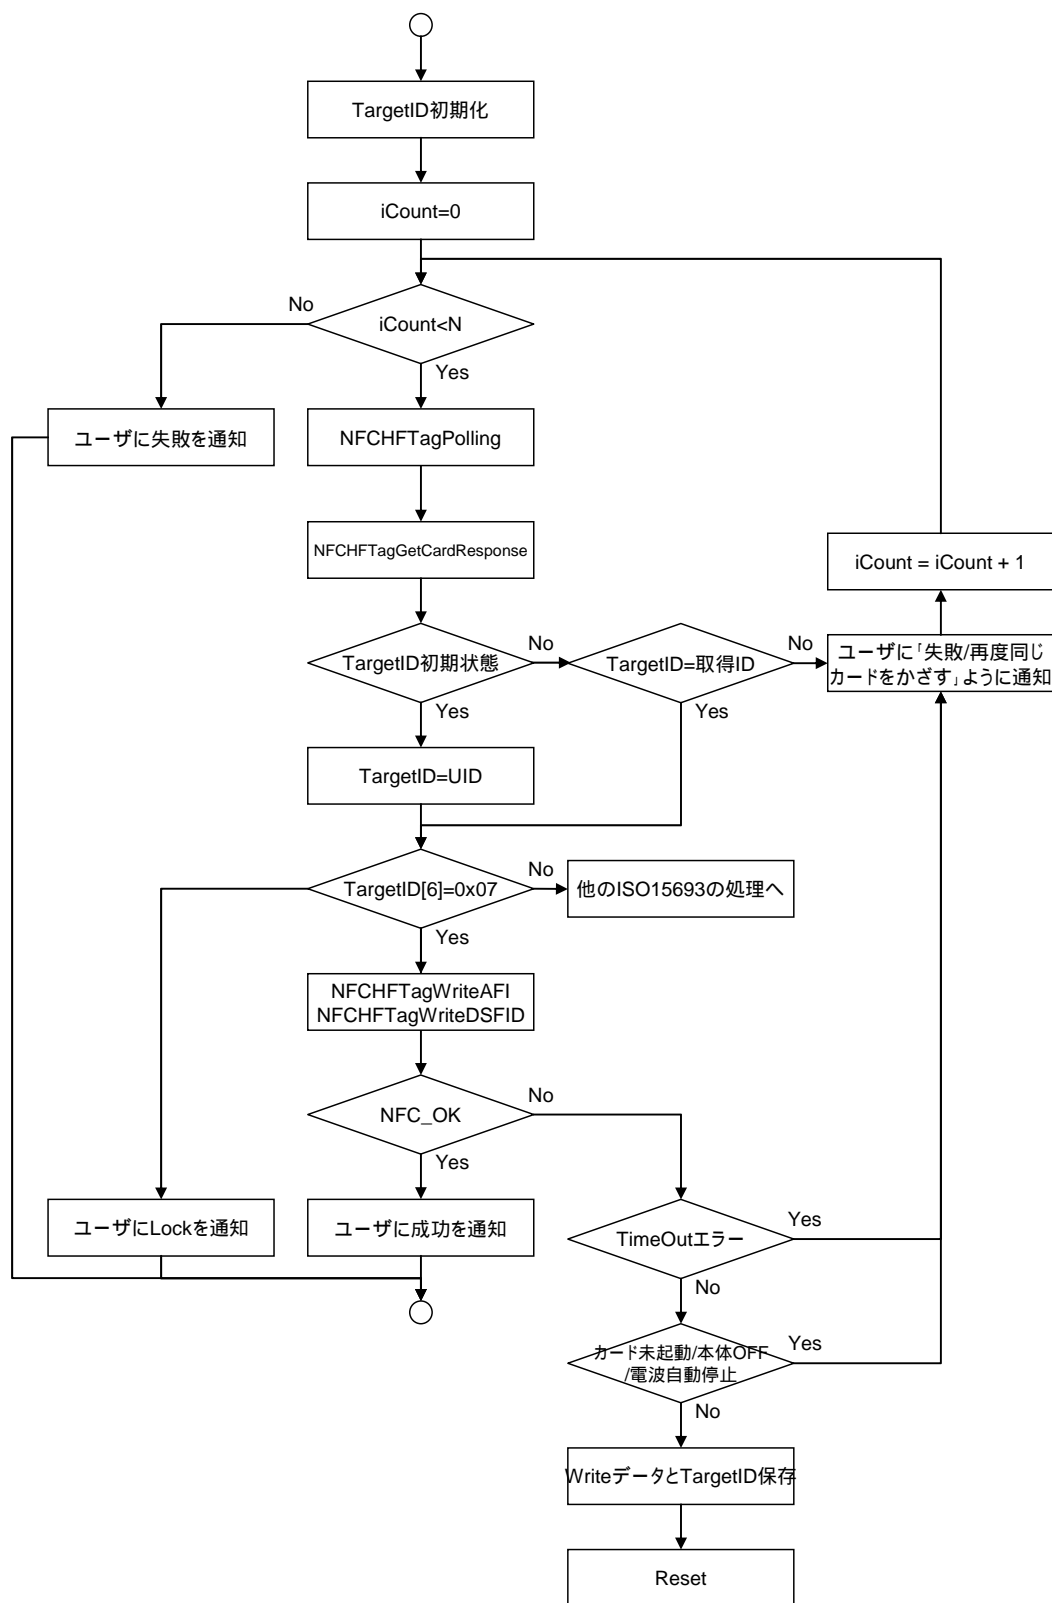 TargetID初期化
iCount=0
No
iCount<N
Yes
ユーザに失敗を通知
NFCHFTagPolling
NFCHFTagGetCardResponse
iCount = iCount + 1
TargetID初期状態
No
TargetID=取得ID
No
ユーザに「失敗/再度同じ
カードをかざす」ように通知
Yes
Yes
TargetID=UID
TargetID[6]=0x07
No
他のISO15693の処理へ
Yes
NFCHFTagWriteAFI
NFCHFTagWriteDSFID
NFC_OK
No
Yes
ユーザにLockを通知
ユーザに成功を通知
TimeOutエラー
Yes
No
カード未起動/本体OFF
/電波自動停止
Yes
No
WriteデータとTargetID保存
Reset